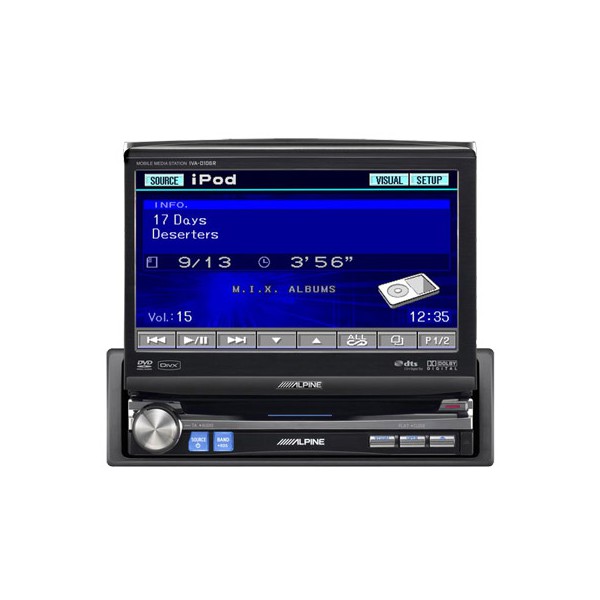 MOBILE MEDIA STATION IVA-D106R
SOURCE iPod VISUAL SETUP
INFO.
17 Days
Deserters
9/13 3'56"
M.I.X. ALBUMS
Vol.:15 12:35
ALL P1/2
DVD DivX dts DOLBY
DIGITAL
ALPINE
SOURCE BAND ALPINE